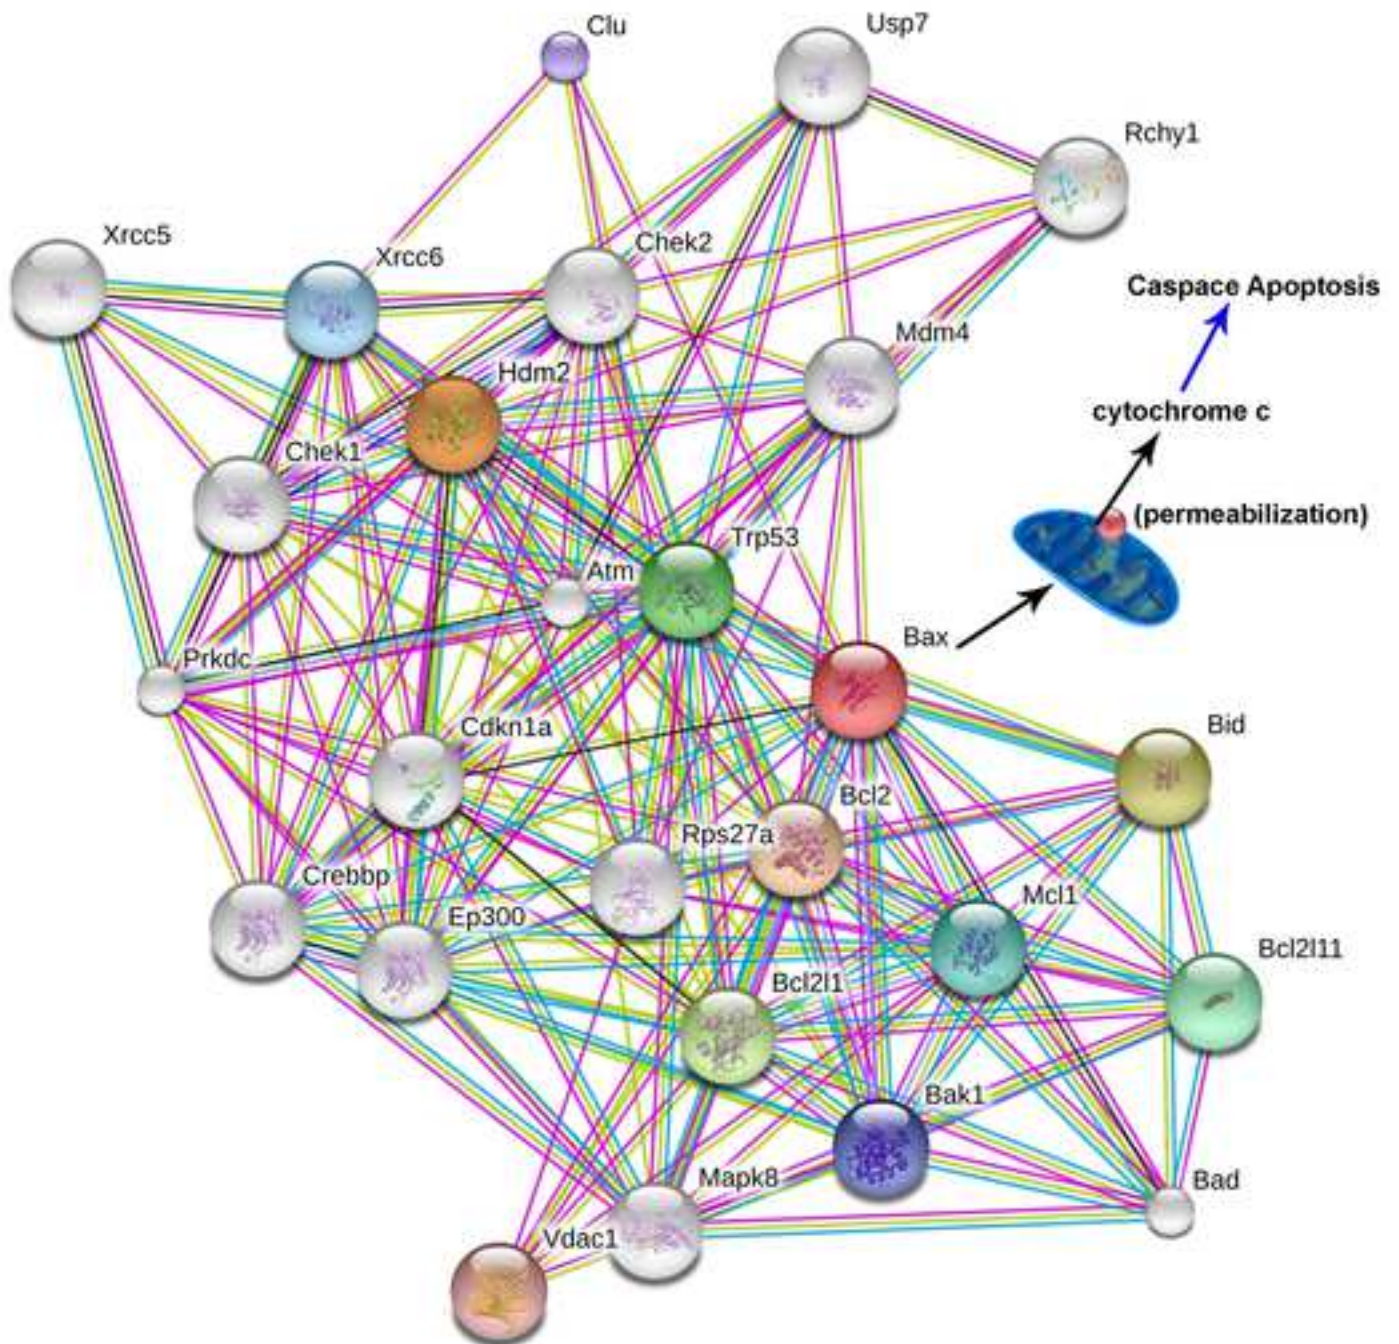 Clu
Usp7
Rchy1
Xrcc5
Xrcc6
Chek2
Caspace Apoptosis
Mdm4
Hdm2
cytochrome c
Chek1
(permeabilization)
Trp53
Atm
Bax
Prkdc
Cdkn1a
Bid
Bcl2
Rps27a
Crebbp
Mcl1
Ep300
Bcl2l11
Bcl2l1
Bak1
Mapk8
Bad
Vdac1